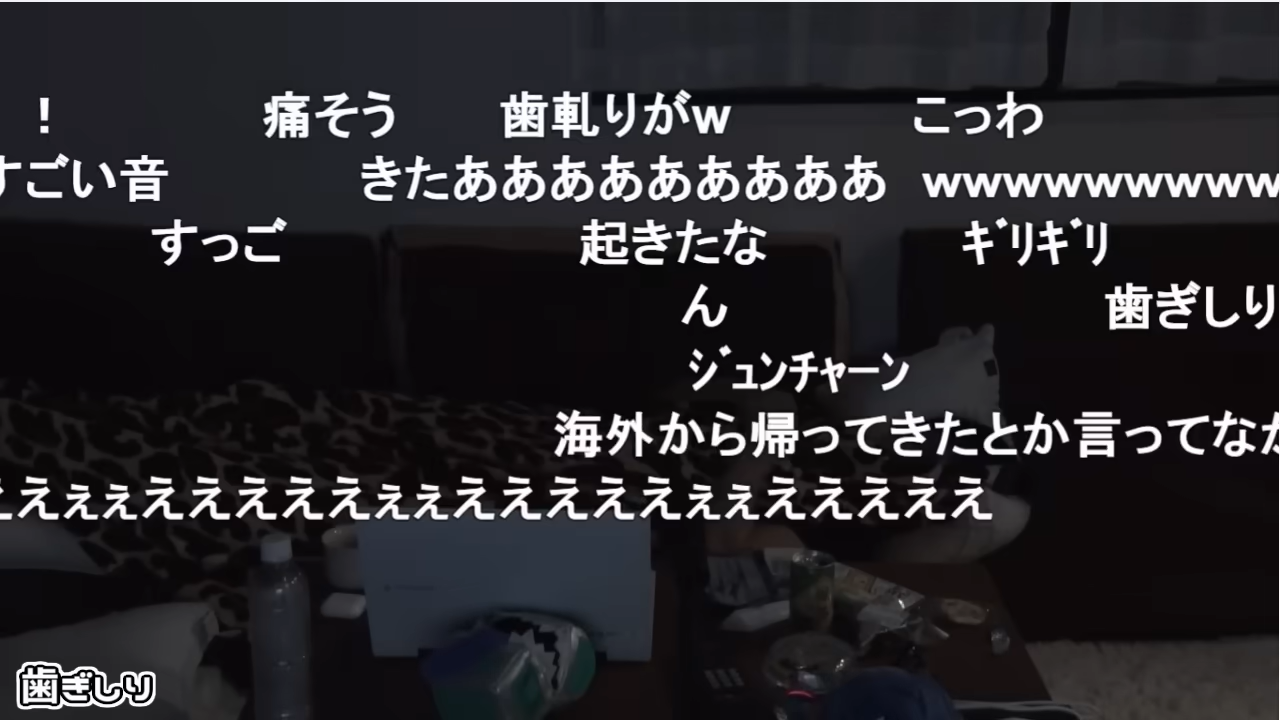 ！ 痛そう 歯軋りがw こっわ
すごい音 きたあああああああああ wwwwwwwwww
すっご 起きたな ｷﾞﾘｷﾞﾘ
ん 歯ぎしり
ｼﾞｭﾝﾁｬｰﾝ
海外から帰ってきたとか言ってなか
ええぇぇえええええぇぇえええええぇぇえええええ
歯ぎしり